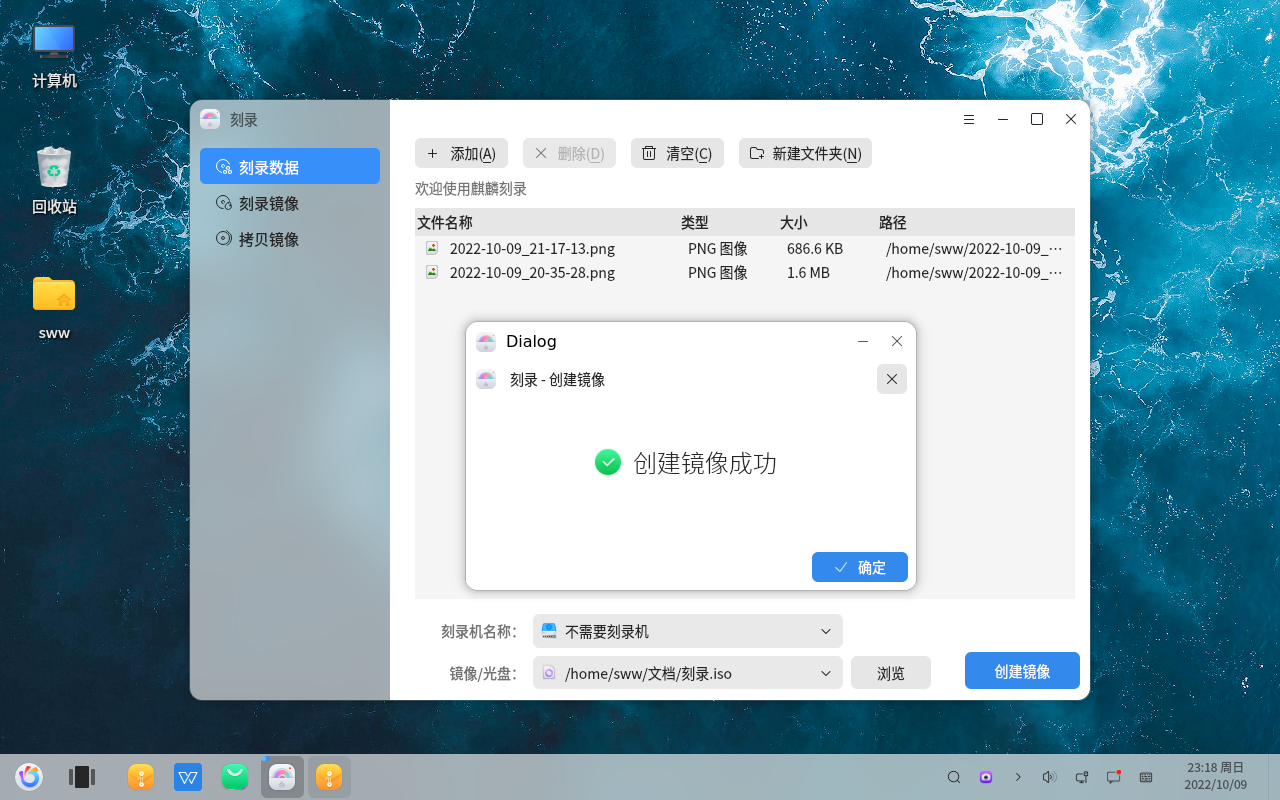 计算机
回收站
sww
刻录
刻录数据
刻录镜像
拷贝镜像
添加(A)
删除(D)
清空(C)
新建文件夹(N)
欢迎使用麒麟刻录
文件名称 类型 大小 路径
2022-10-09_21-17-13.png PNG 图像 686.6 KB /home/sww/2022-10-09_···
2022-10-09_20-35-28.png PNG 图像 1.6 MB /home/sww/2022-10-09_···
Dialog
刻录 - 创建镜像
创建镜像成功
确定
刻录机名称： 不需要刻录机
镜像/光盘： /home/sww/文档/刻录.iso 浏览 创建镜像
23:18 周日
2022/10/09